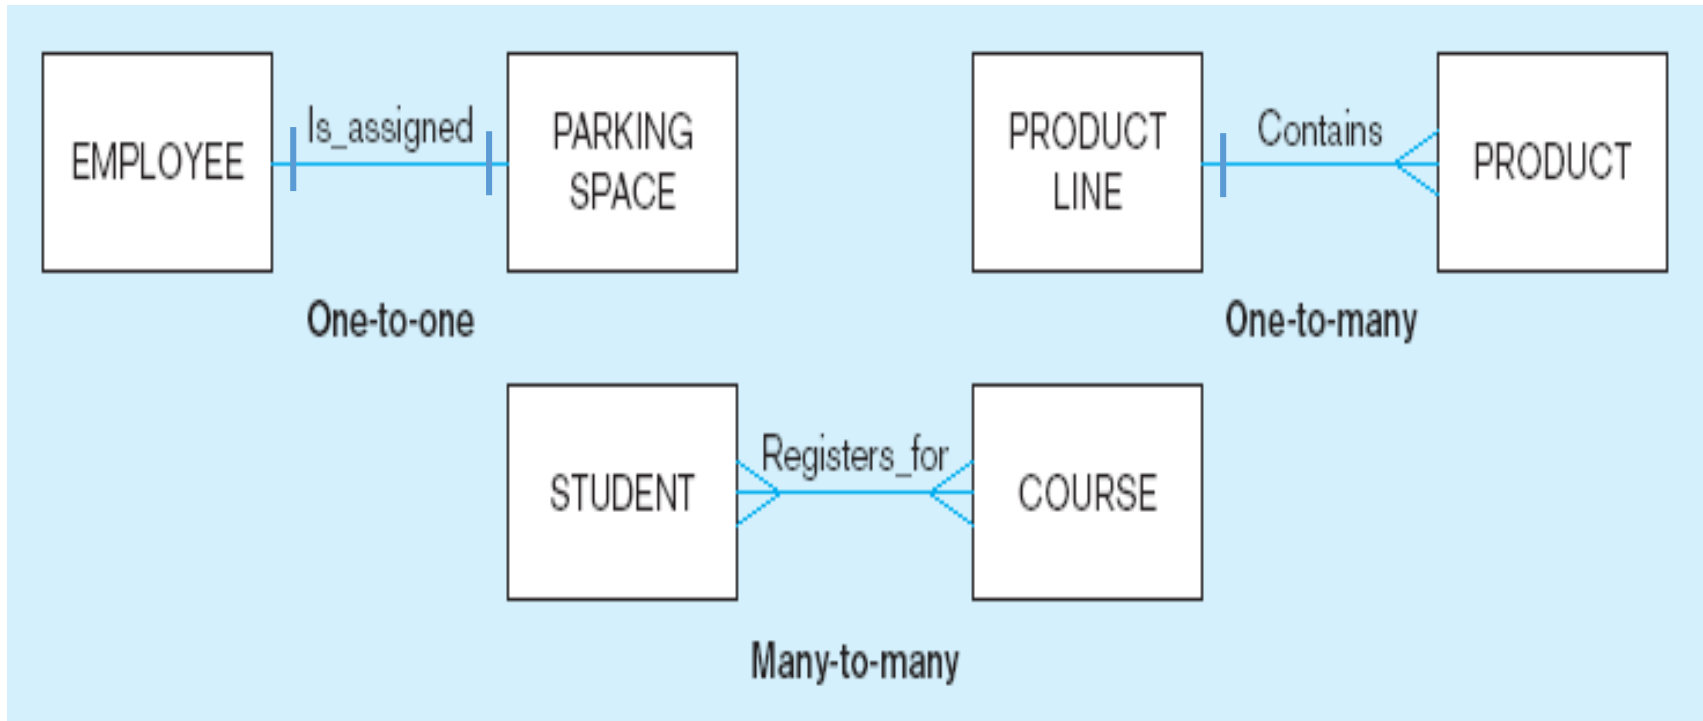 EMPLOYEE
Is_assigned
PARKING
SPACE
One-to-one
PRODUCT
LINE
Contains
PRODUCT
One-to-many
STUDENT
Registers_for
COURSE
Many-to-many